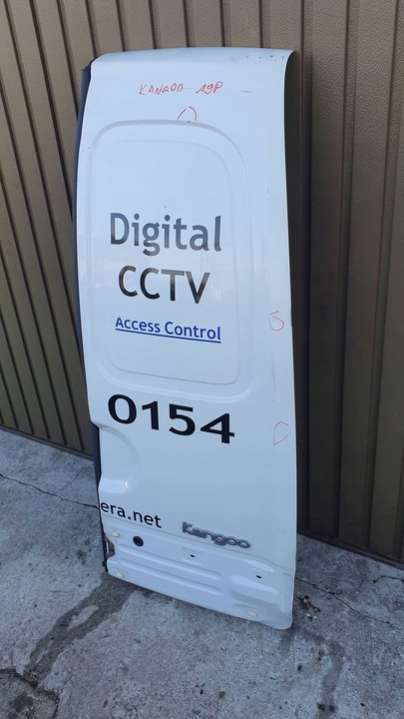 KANGOO 19R
Digital
CCTV
Access Control
0154
era.net
Kangoo